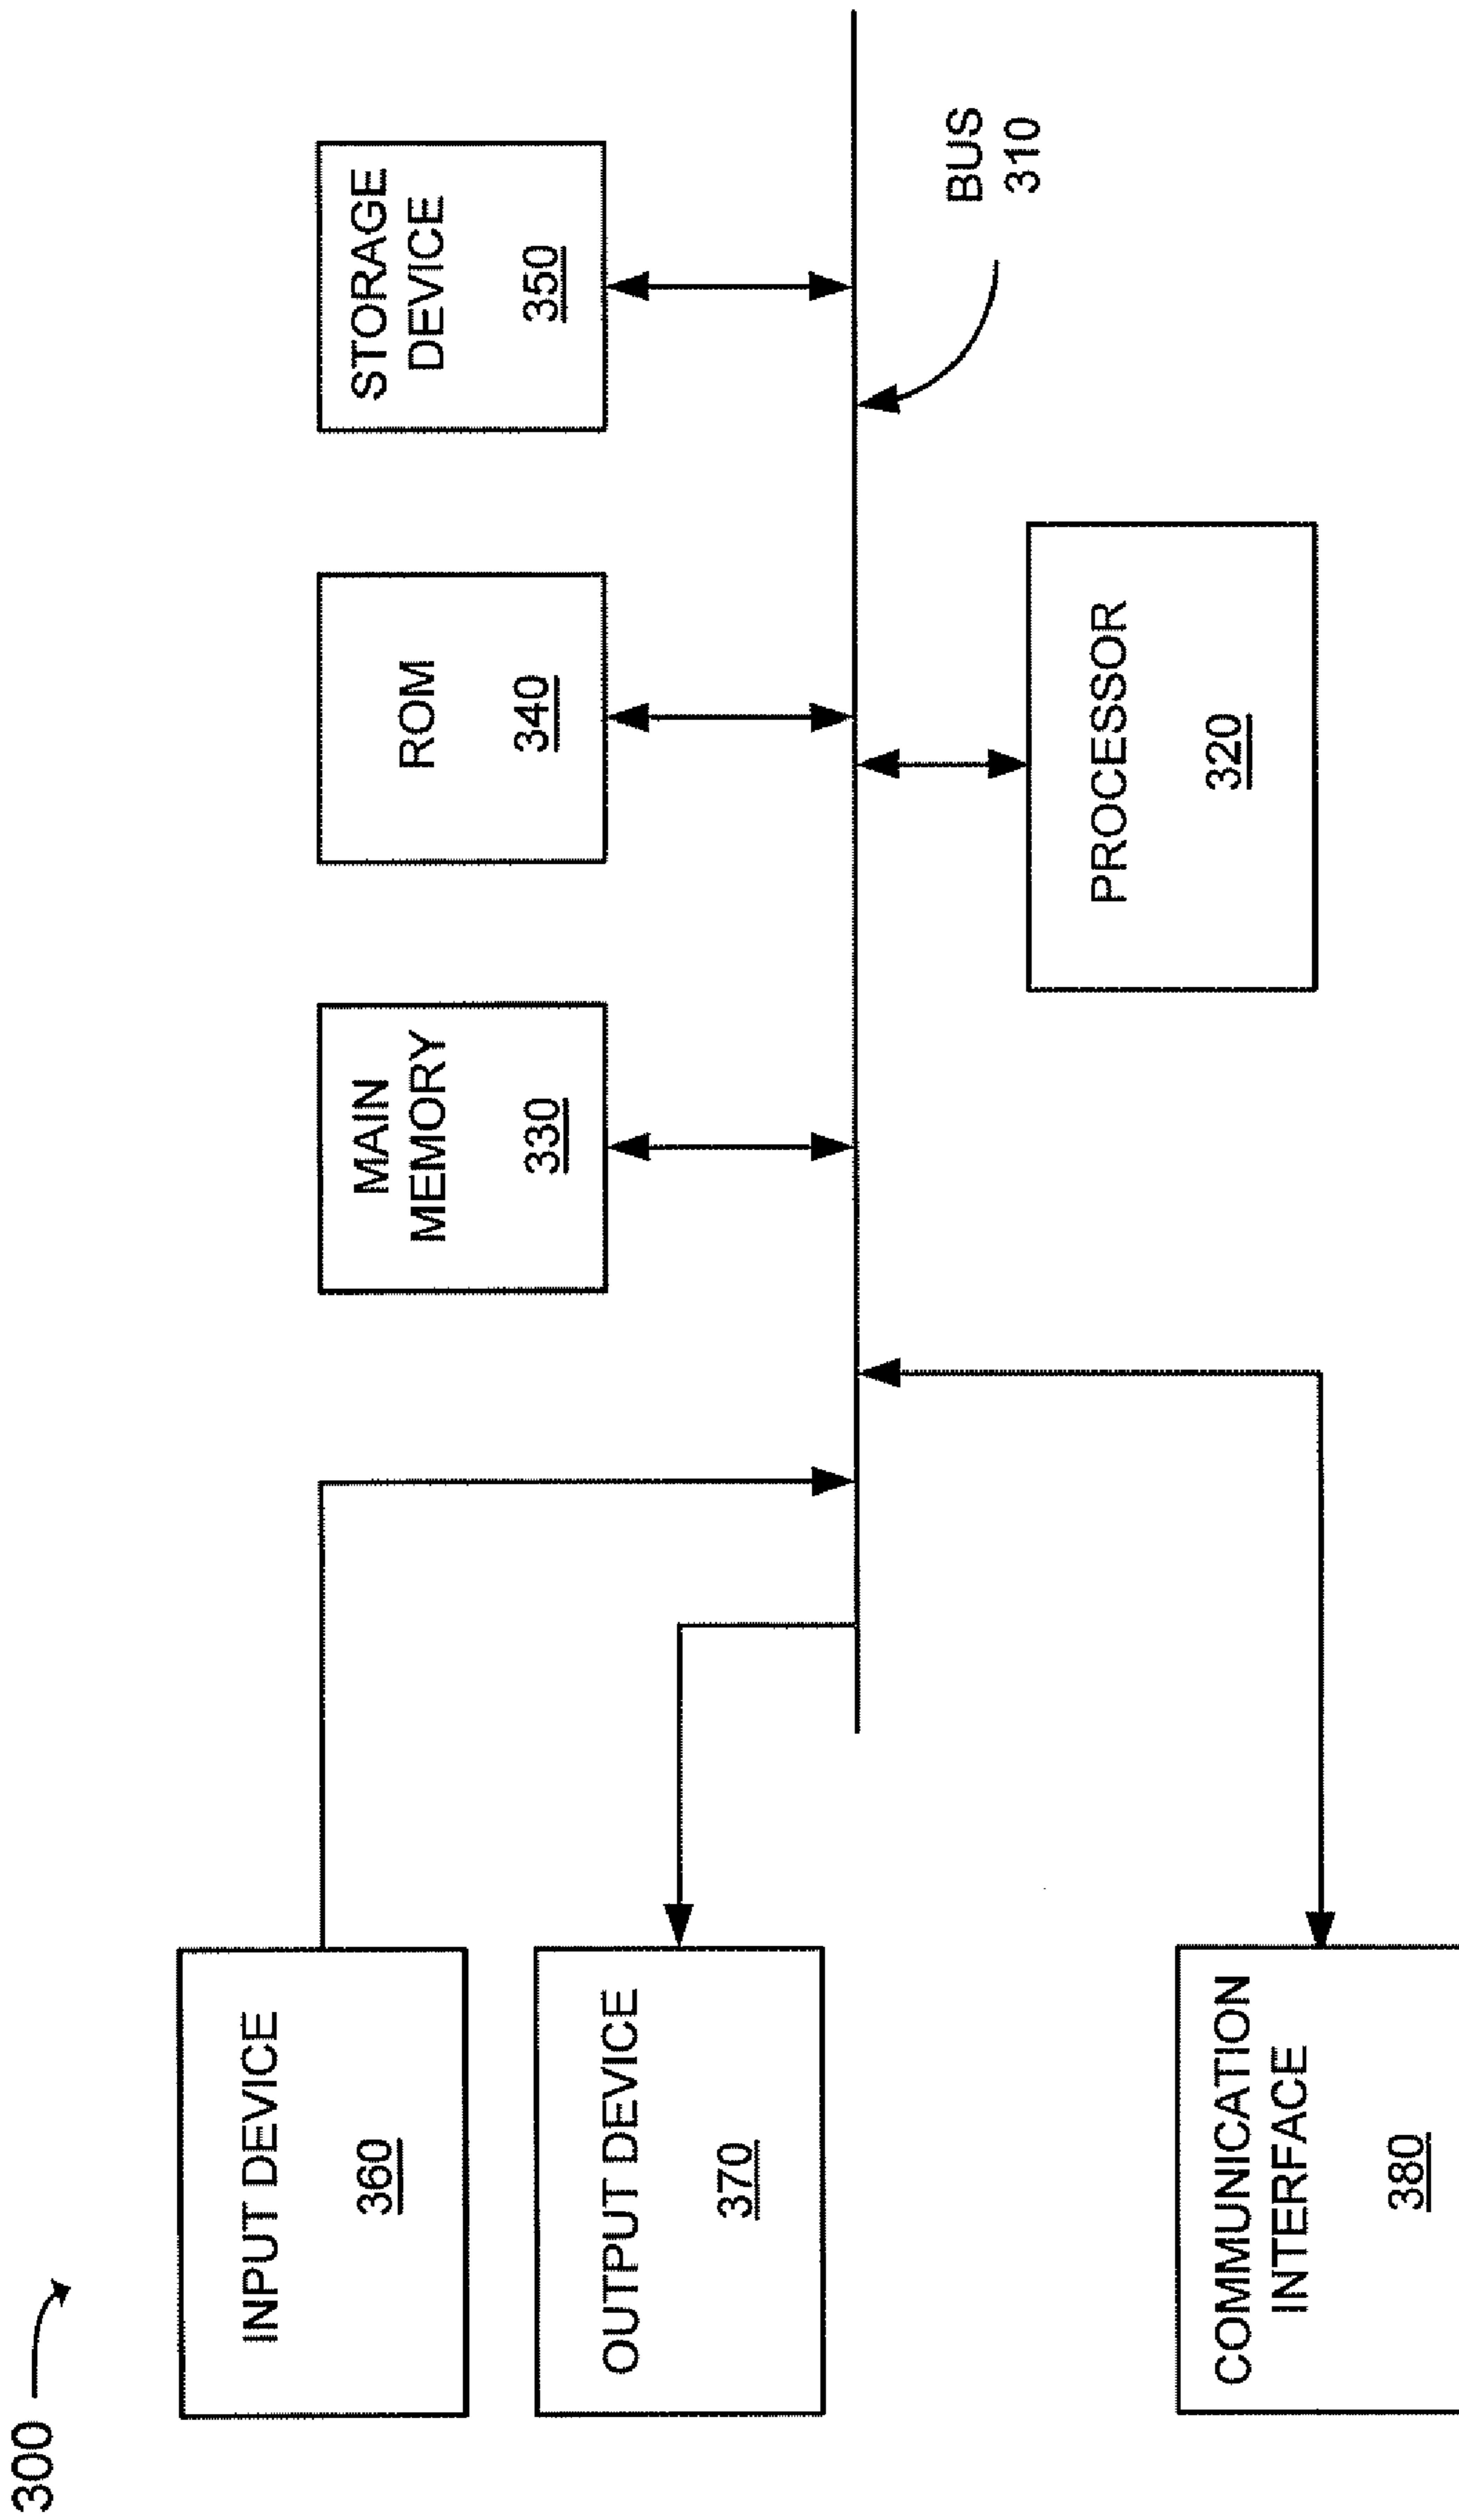 300
INPUT DEVICE
360
OUTPUT DEVICE
370
COMMUNICATION
INTERFACE
380
MAIN
MEMORY
330
ROM
340
STORAGE
DEVICE
350
PROCESSOR
320
BUS
310